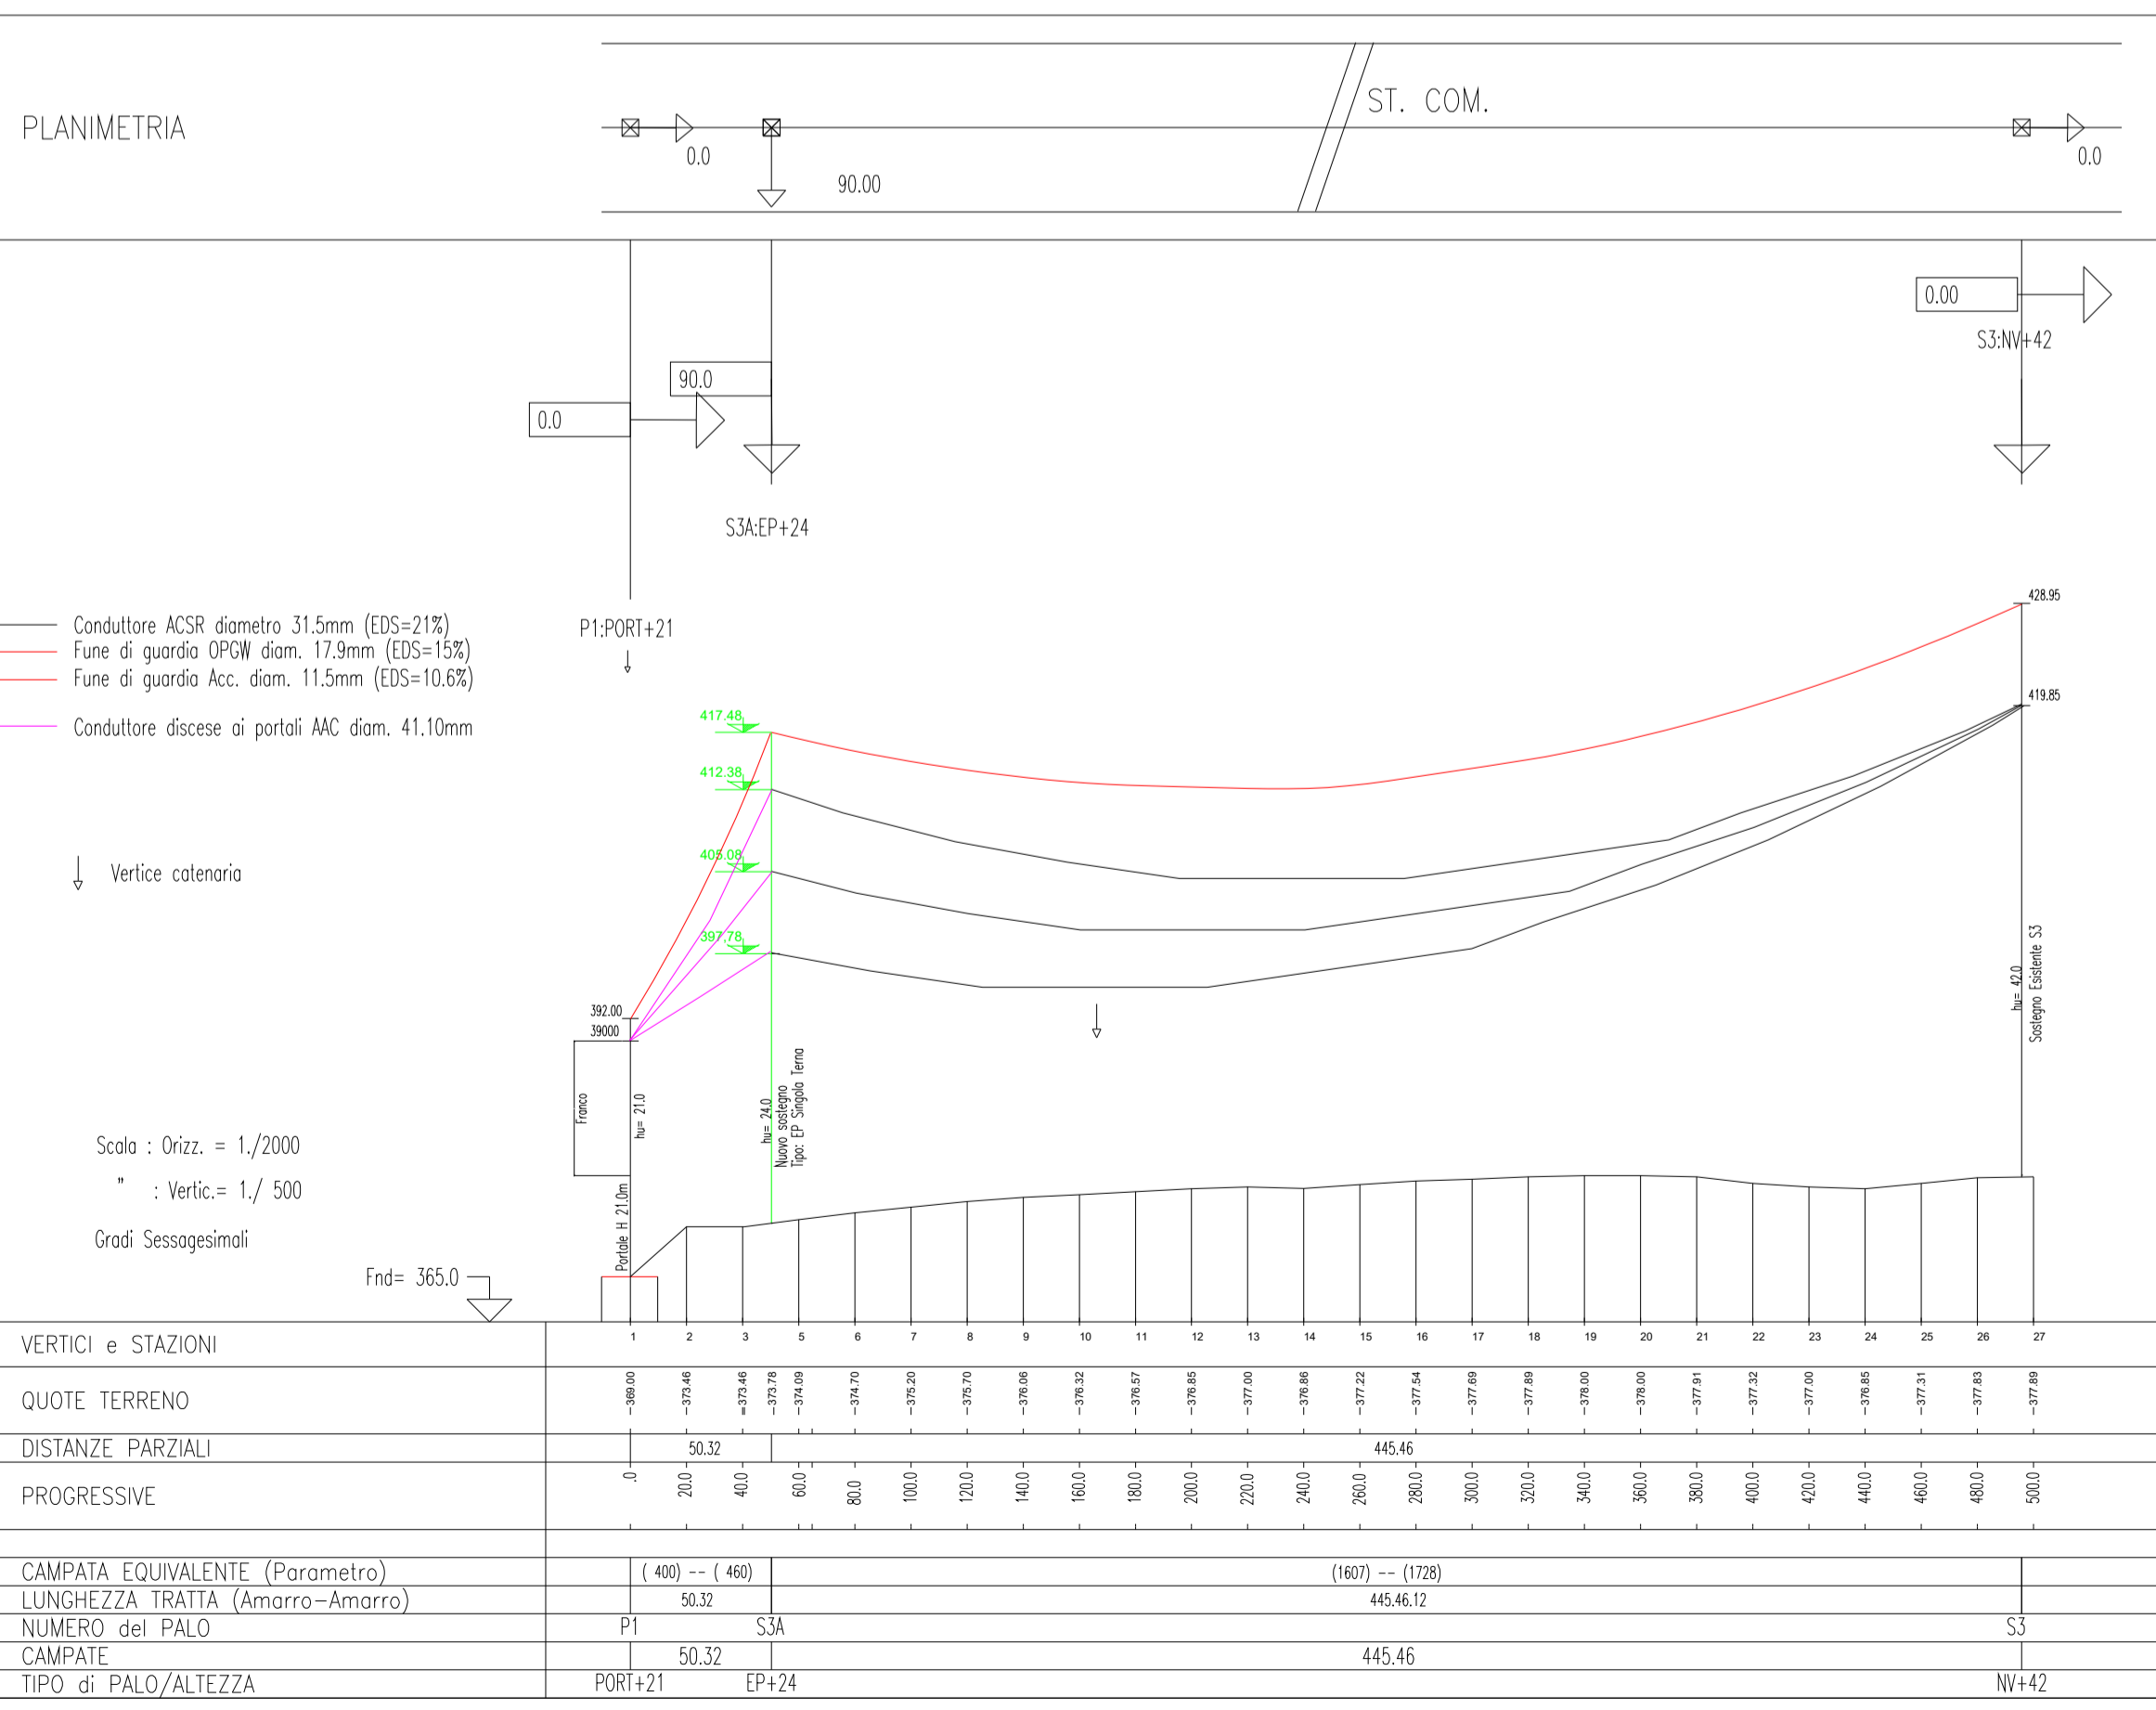 PLANIMETRIA
ST. COM.
0.0
90.00
0.0
0.00
S3:NV+42
90.0
0.0
S3A:EP+24
P1:PORT+21
Conduttore ACSR diametro 31.5mm (EDS=21%)
Fune di guardia OPGW diam. 17.9mm (EDS=15%)
Fune di guardia Acc. diam. 11.5mm (EDS=10.6%)
Conduttore discese ai portali AAC diam. 41.10mm
Vertice catenaria
428.95
419.85
417.48
412.38
405.08
397,78
392.00
39000
Franco
hu= 21.0
Portale H 21.0m
hu= 24.0
Nuovo sostegno
Tipo: EP Singola Terna
hu= 42.0
Sostegno Esistente S3
Scala : Orizz. = 1./2000
" : Vertic.= 1./ 500
Gradi Sessagesimali
Fnd= 365.0
VERTICI e STAZIONI 1 2 3 5 6 7 8 9 10 11 12 13 14 15 16 17 18 19 20 21 22 23 24 25 26 27
QUOTE TERRENO 369.00 373.46 373.46 373.78 374.09 374.70 375.20 375.70 376.06 376.32 376.57 376.85 377.00 376.86 377.22 377.54 377.69 377.89 378.00 378.00 377.91 377.32 377.00 376.85 377.31 377.83 377.89
DISTANZE PARZIALI 50.32 445.46
PROGRESSIVE .0 20.0 40.0 60.0 80.0 100.0 120.0 140.0 160.0 180.0 200.0 220.0 240.0 260.0 280.0 300.0 320.0 340.0 360.0 380.0 400.0 420.0 440.0 460.0 480.0 500.0
CAMPATA EQUIVALENTE (Parametro) ( 400) -- ( 460) (1607) -- (1728)
LUNGHEZZA TRATTA (Amarro-Amarro) 50.32 445.46.12
NUMERO del PALO P1 S3A S3
CAMPATE 50.32 445.46
TIPO di PALO/ALTEZZA PORT+21 EP+24 NV+42